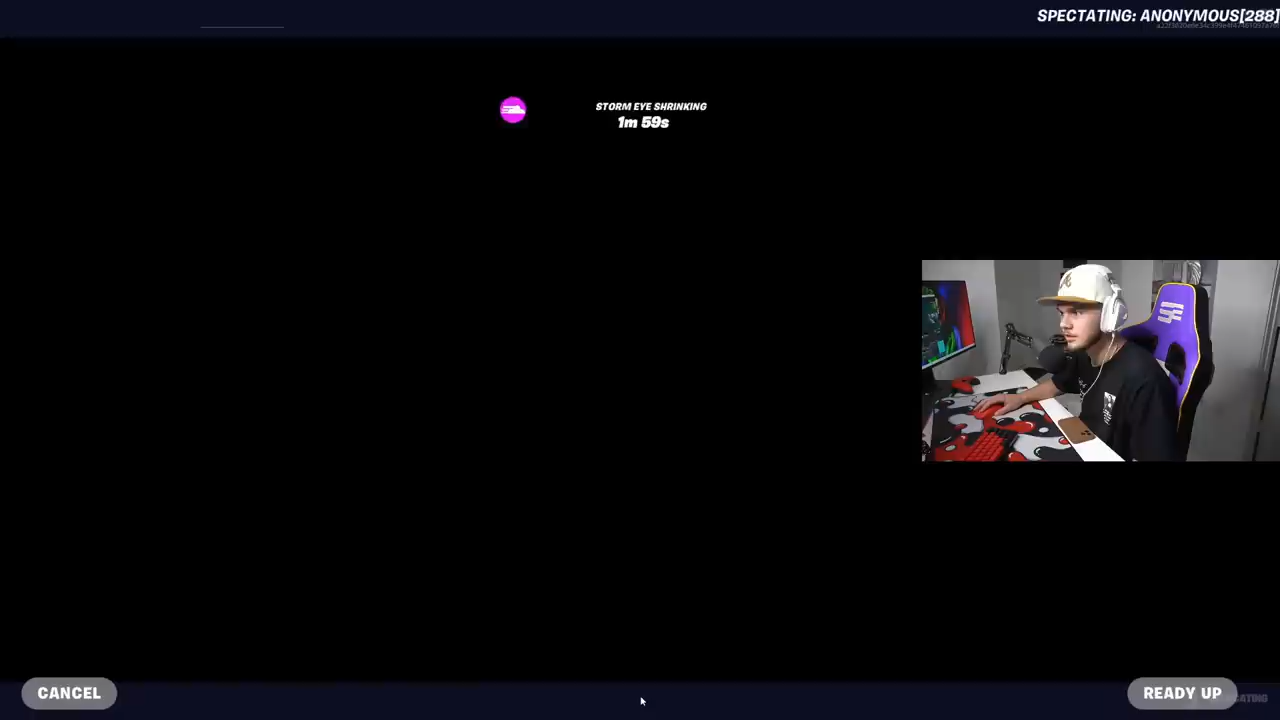 SPECTATING: ANONYMOUS[288]
STORM EYE SHRINKING
1m 59s
CANCEL
READY UP